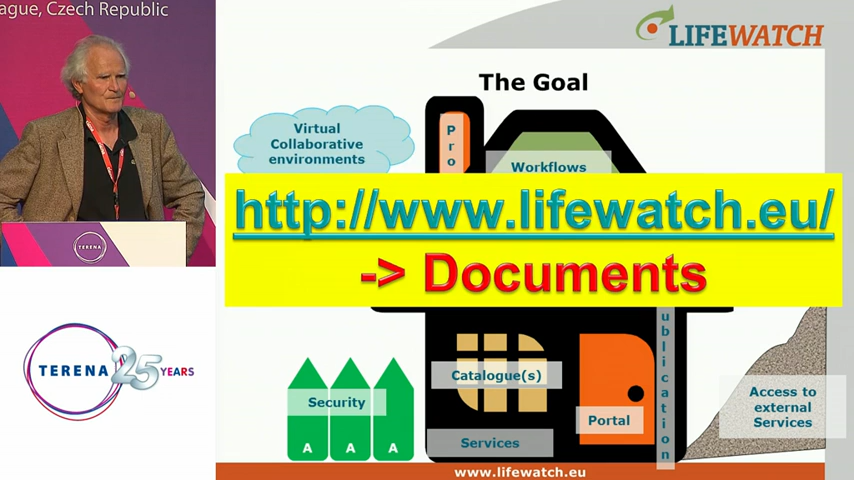 ague, Czech Republic
TERENA
TERENA 25 YEARS
LIFEWATCH
The Goal
Virtual
Collaborative
environments
Pro
Workflows
http://www.lifewatch.eu/
-> Documents
ublication
Catalogue(s)
Security
A A A
Portal
Services
Access to
external
Services
www.lifewatch.eu